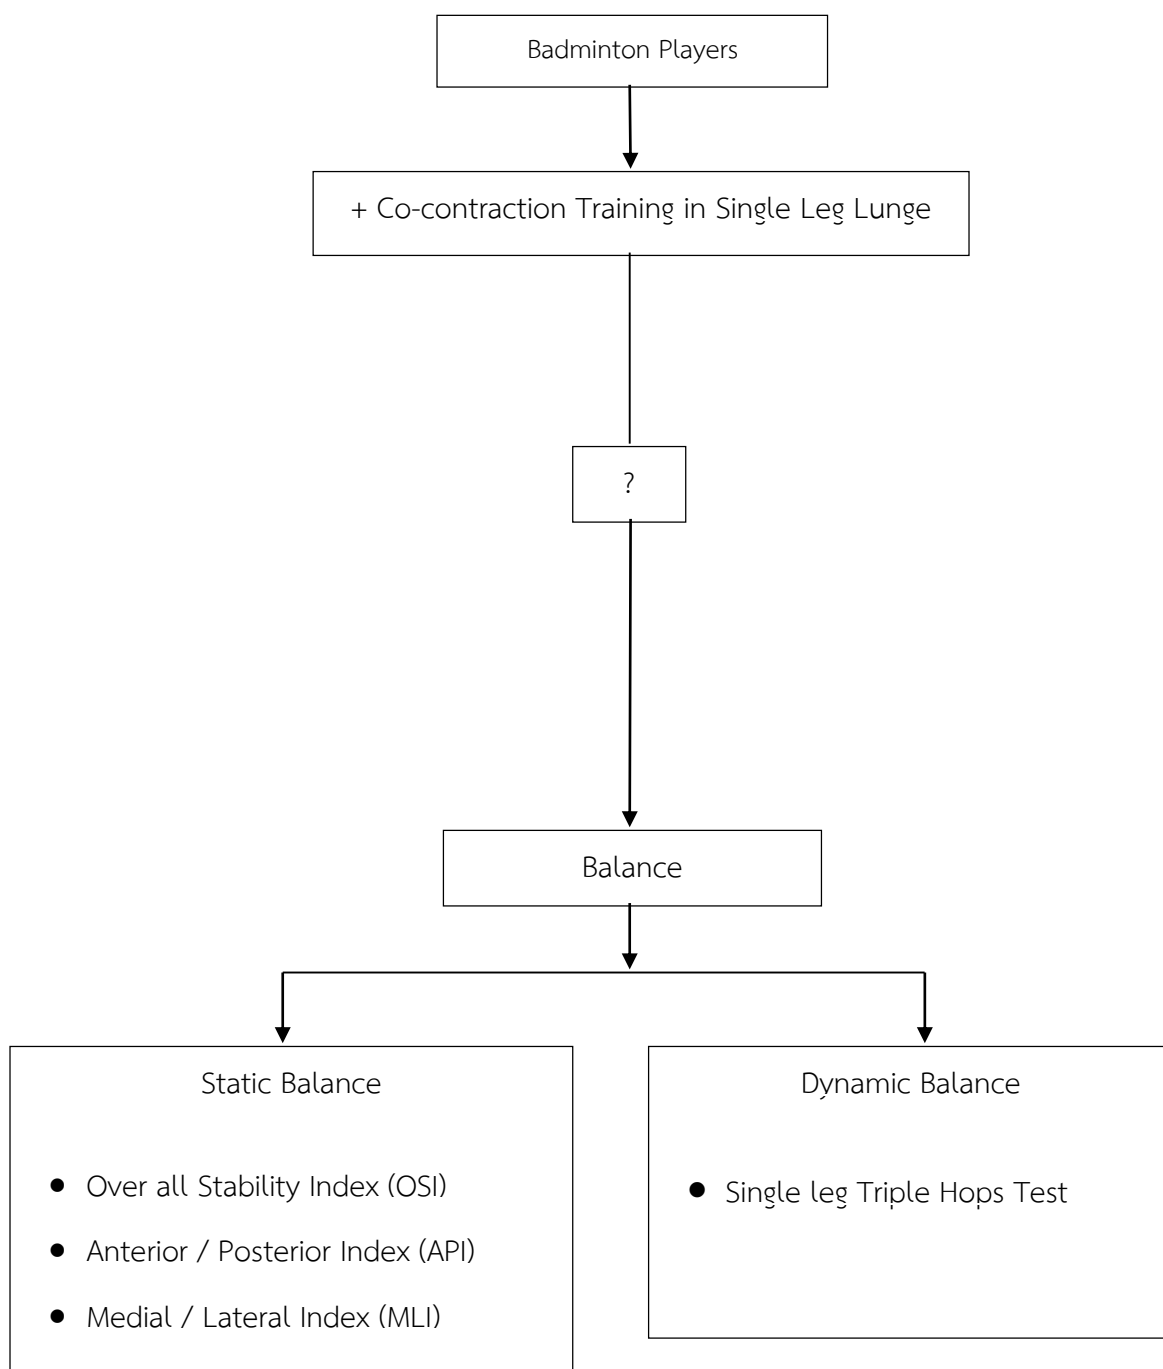 Badminton Players
+ Co-contraction Training in Single Leg Lunge
?
Balance
Static Balance
● Over all Stability Index (OSI)
● Anterior / Posterior Index (API)
● Medial / Lateral Index (MLI)
Dynamic Balance
● Single leg Triple Hops Test